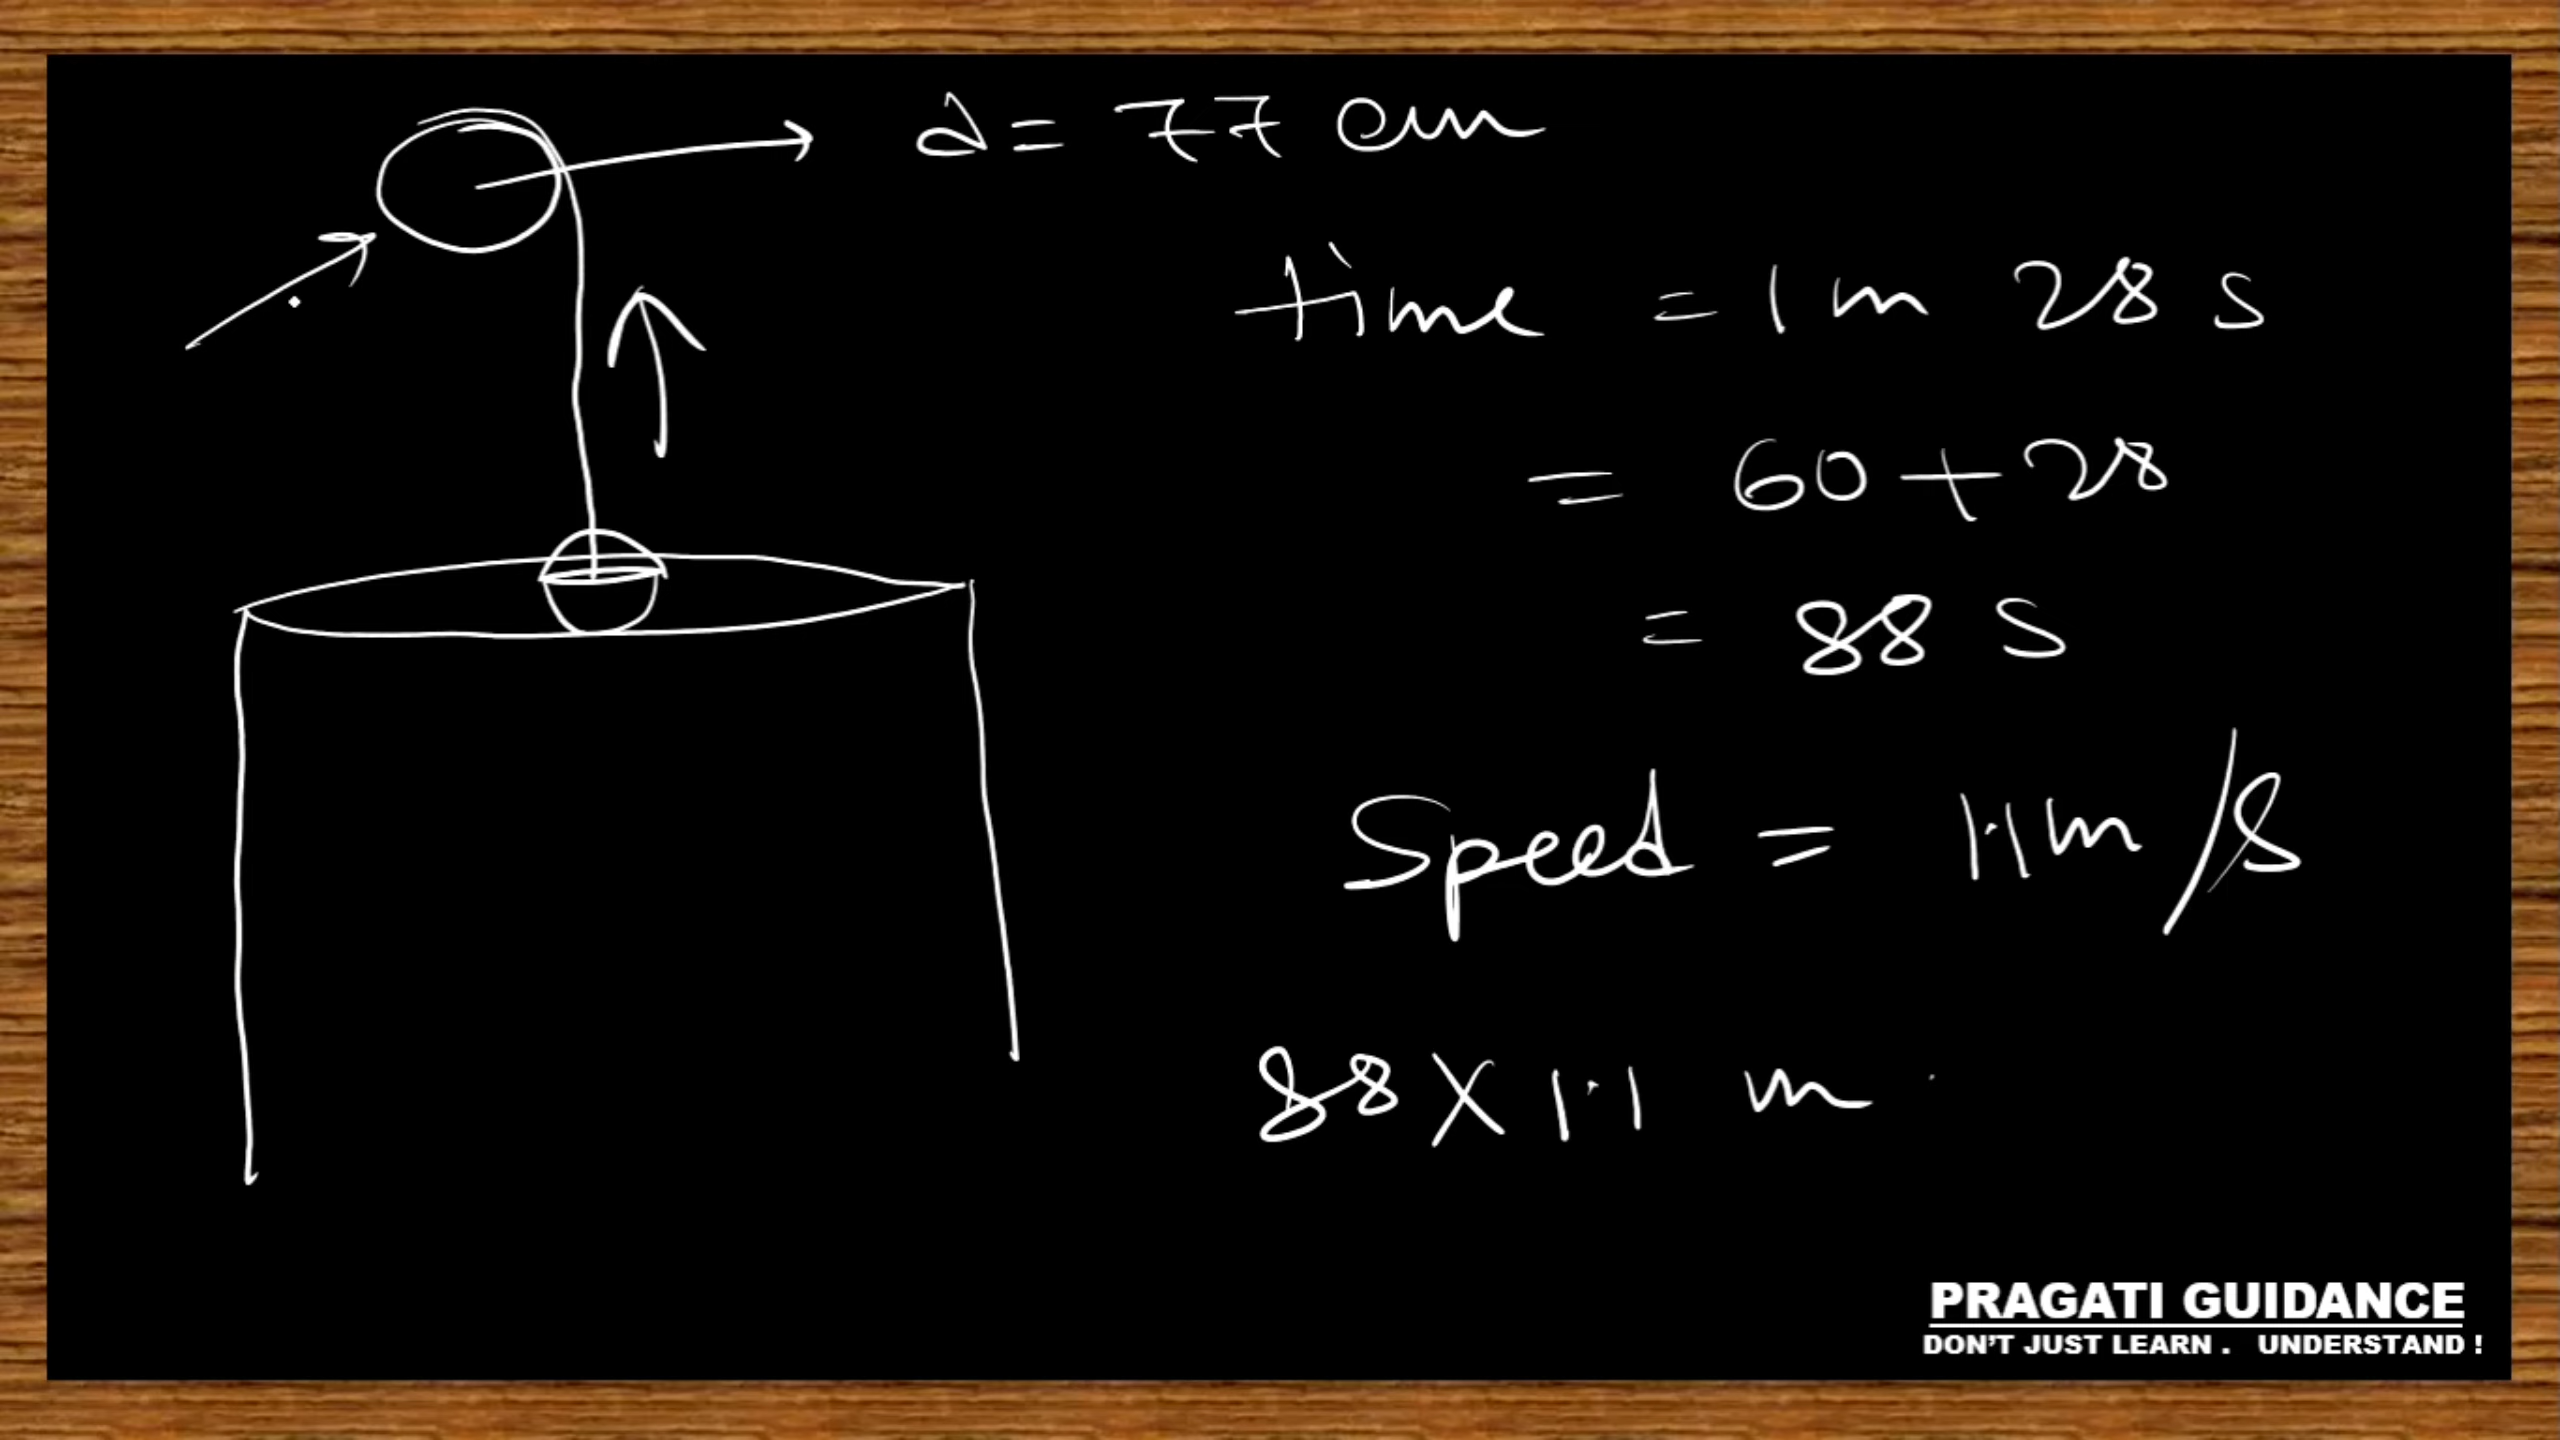 d = 77 cm
time = 1 m 28 s
= 60 + 28
= 88 s
Speed = 1.1 m/s
88 X 1.1 m
PRAGATI GUIDANCE
DON'T JUST LEARN . UNDERSTAND !